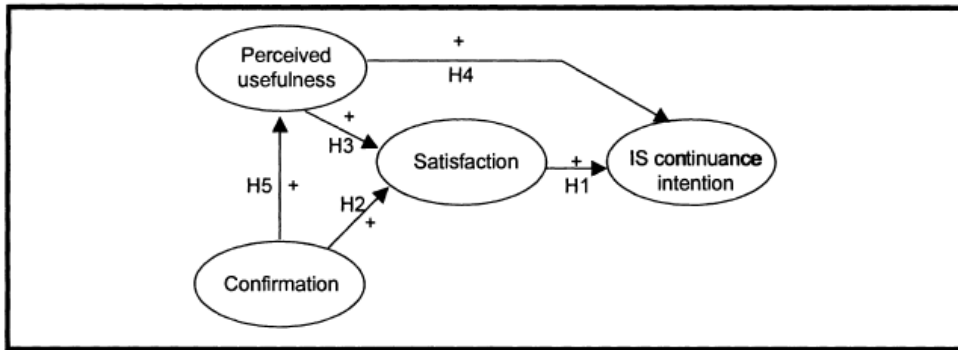 Perceived
usefulness
+
H4
+
H3
Satisfaction
+
H1
IS continuance
intention
H5
+
H2
+
Confirmation